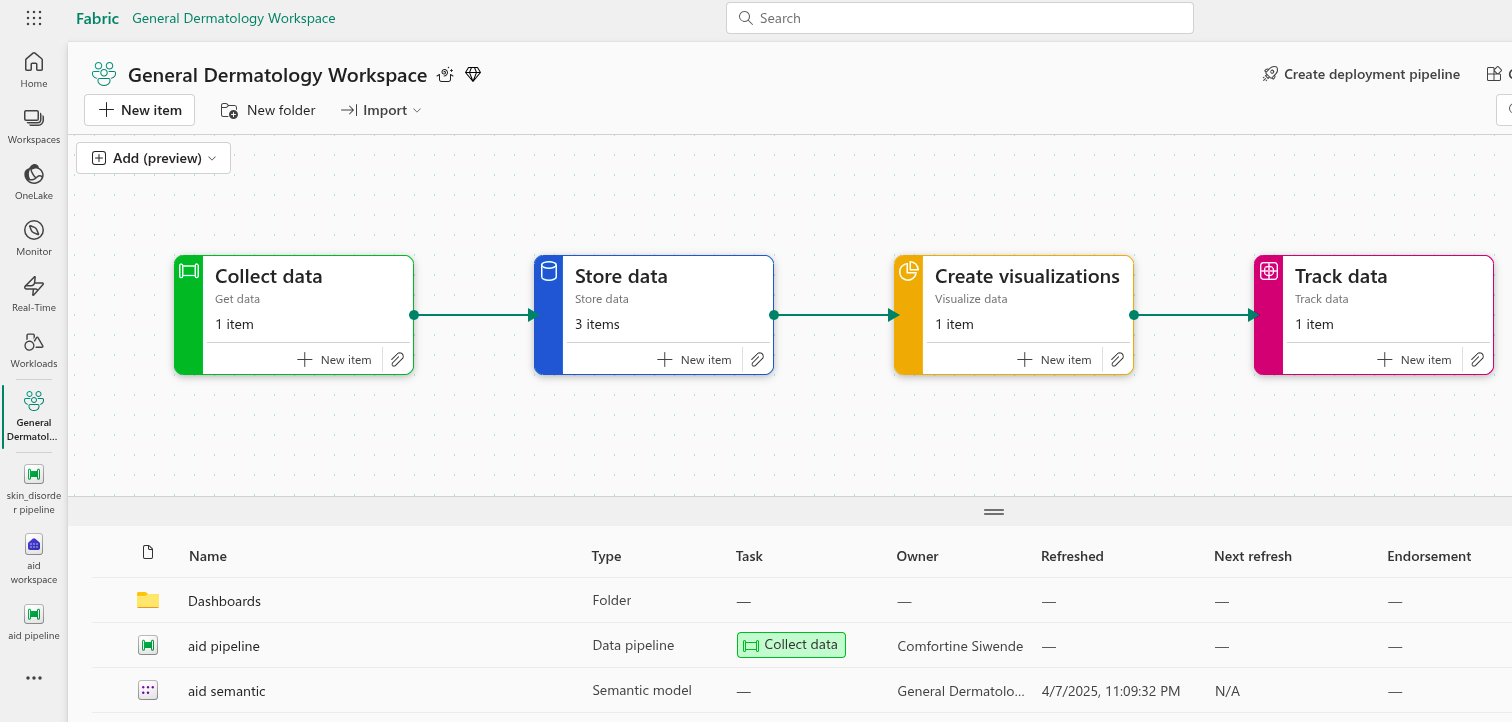 Fabric General Dermatology Workspace
Search
Home
Workspaces
OneLake
Monitor
Real-Time
Workloads
General
Dermatol...
skin_disorde
r pipeline
aid
workspace
aid pipeline
General Dermatology Workspace
Create deployment pipeline
New item
New folder
Import
Add (preview)
Collect data
Get data
1 item
New item
Store data
Store data
3 items
New item
Create visualizations
Visualize data
1 item
New item
Track data
Track data
1 item
New item
Name Type Task Owner Refreshed Next refresh Endorsement
Dashboards Folder — — — — —
aid pipeline Data pipeline Collect data Comfortine Siwende — — —
aid semantic Semantic model — General Dermatolo... 4/7/2025, 11:09:32 PM N/A —